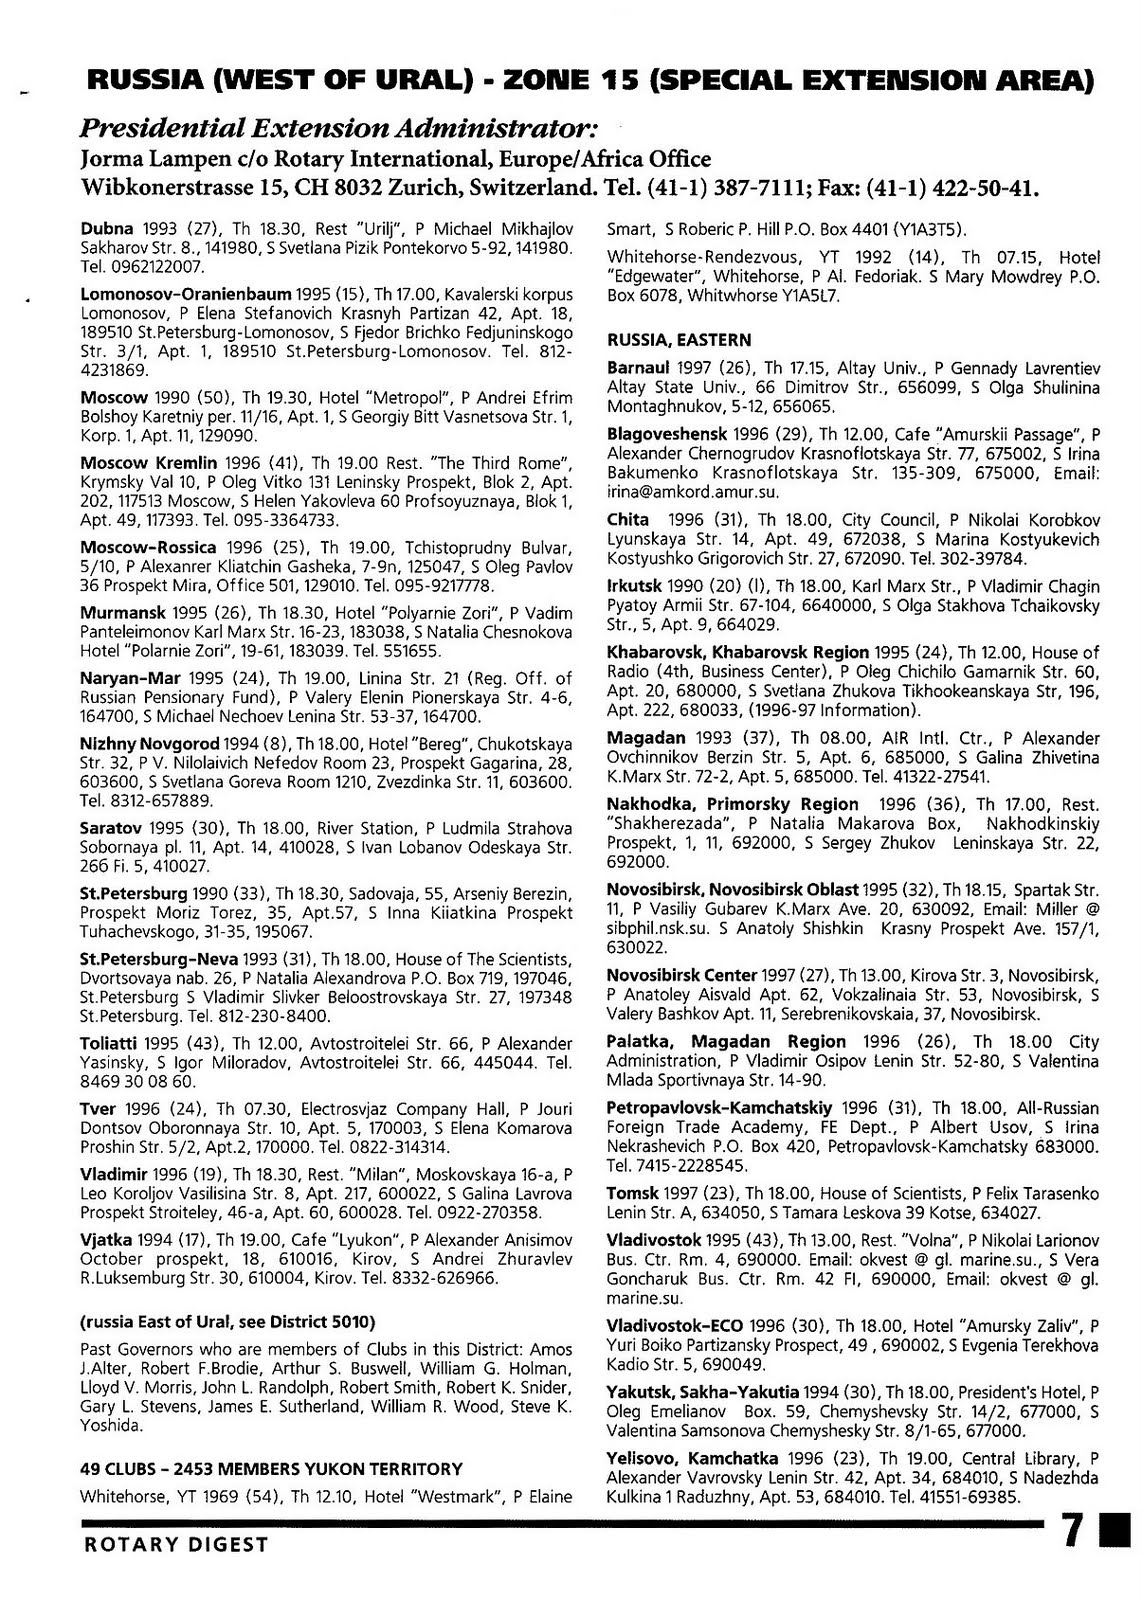 RUSSIA (WEST OF URAL) - ZONE 15 (SPECIAL EXTENSION AREA)
Presidential Extension Administrator:
Jorma Lampen c/o Rotary International, Europe/Africa Office
Wibkonerstrasse 15, CH 8032 Zurich, Switzerland. Tel. (41-1) 387-7111; Fax: (41-1) 422-50-41.
Dubna 1993 (27), Th 18.30, Rest "Urilj", P Michael Mikhajlov
Sakharov Str. 8., 141980, S Svetlana Pizik Pontekorvo 5-92, 141980.
Tel. 0962122007.
Lomonosov-Oranienbaum 1995 (15), Th 17.00, Kavalerski korpus
Lomonosov, P Elena Stefanovich Krasnyh Partizan 42, Apt. 18,
189510 St.Petersburg-Lomonosov, S Fjedor Brichko Fedjuninskogo
Str. 3/1, Apt. 1, 189510 St.Petersburg-Lomonosov. Tel. 812-
4231869.
Moscow 1990 (50), Th 19.30, Hotel "Metropol", P Andrei Efrim
Bolshoy Karetniy per. 11/16, Apt. 1, S Georgiy Bitt Vasnetsova Str. 1,
Korp. 1, Apt. 11, 129090.
Moscow Kremlin 1996 (41), Th 19.00 Rest. "The Third Rome",
Krymsky Val 10, P Oleg Vitko 131 Leninsky Prospekt, Blok 2, Apt.
202, 117513 Moscow, S Helen Yakovleva 60 Profsoyuznaya, Blok 1,
Apt. 49, 117393. Tel. 095-3364733.
Moscow-Rossica 1996 (25), Th 19.00, Tchistoprudny Bulvar,
5/10, P Alexanrer Kliatchin Gasheka, 7-9n, 125047, S Oleg Pavlov
36 Prospekt Mira, Office 501, 129010. Tel. 095-9217778.
Murmansk 1995 (26), Th 18.30, Hotel "Polyarnie Zori", P Vadim
Panteleimonov Karl Marx Str. 16-23, 183038, S Natalia Chesnokova
Hotel "Polarnie Zori", 19-61, 183039. Tel. 551655.
Naryan-Mar 1995 (24), Th 19.00, Linina Str. 21 (Reg. Off. of
Russian Pensionary Fund), P Valery Elenin Pionerskaya Str. 4-6,
164700, S Michael Nechoev Lenina Str. 53-37, 164700.
Nizhny Novgorod 1994 (8), Th 18.00, Hotel "Bereg", Chukotskaya
Str. 32, P V. Nilolaivich Nefedov Room 23, Prospekt Gagarina, 28,
603600, S Svetlana Goreva Room 1210, Zvezdinka Str. 11, 603600.
Tel. 8312-657889.
Saratov 1995 (30), Th 18.00, River Station, P Ludmila Strahova
Sobornaya pl. 11, Apt. 14, 410028, S Ivan Lobanov Odeskaya Str.
266 Fi. 5, 410027.
St.Petersburg 1990 (33), Th 18.30, Sadovaja, 55, Arseniy Berezin,
Prospekt Moriz Torez, 35, Apt.57, S Inna Kiiatkina Prospekt
Tuhachevskogo, 31-35, 195067.
St.Petersburg-Neva 1993 (31), Th 18.00, House of The Scientists,
Dvortsovaya nab. 26, P Natalia Alexandrova P.O. Box 719, 197046,
St.Petersburg S Vladimir Slivker Beloostrovskaya Str. 27, 197348
St.Petersburg. Tel. 812-230-8400.
Toliatti 1995 (43), Th 12.00, Avtostroitelei Str. 66, P Alexander
Yasinsky, S Igor Miloradov, Avtostroitelei Str. 66, 445044. Tel.
8469 30 08 60.
Tver 1996 (24), Th 07.30, Electrosvjaz Company Hall, P Jouri
Dontsov Oboronnaya Str. 10, Apt. 5, 170003, S Elena Komarova
Proshin Str. 5/2, Apt.2, 170000. Tel. 0822-314314.
Vladimir 1996 (19), Th 18.30, Rest. "Milan", Moskovskaya 16-a, P
Leo Koroljov Vasilisina Str. 8, Apt. 217, 600022, S Galina Lavrova
Prospekt Stroiteley, 46-a, Apt. 60, 600028. Tel. 0922-270358.
Vjatka 1994 (17), Th 19.00, Cafe "Lyukon", P Alexander Anisimov
October prospekt, 18, 610016, Kirov, S Andrei Zhuravlev
R.Luksemburg Str. 30, 610004, Kirov. Tel. 8332-626966.
(russia East of Ural, see District 5010)
Past Governors who are members of Clubs in this District: Amos
J.Alter, Robert F.Brodie, Arthur S. Buswell, William G. Holman,
Lloyd V. Morris, John L. Randolph, Robert Smith, Robert K. Snider,
Gary L. Stevens, James E. Sutherland, William R. Wood, Steve K.
Yoshida.
49 CLUBS - 2453 MEMBERS YUKON TERRITORY
Whitehorse, YT 1969 (54), Th 12.10, Hotel "Westmark", P Elaine
Smart, S Roberic P. Hill P.O. Box 4401 (Y1A3T5).
Whitehorse-Rendezvous, YT 1992 (14), Th 07.15, Hotel
"Edgewater", Whitehorse, P Al. Fedoriak. S Mary Mowdrey P.O.
Box 6078, Whitwhorse Y1A5L7.
RUSSIA, EASTERN
Barnaul 1997 (26), Th 17.15, Altay Univ., P Gennady Lavrentiev
Altay State Univ., 66 Dimitrov Str., 656099, S Olga Shulinina
Montaghnukov, 5-12, 656065.
Blagoveshensk 1996 (29), Th 12.00, Cafe "Amurskii Passage", P
Alexander Chernogrudov Krasnoflotskaya Str. 77, 675002, S Irina
Bakumenko Krasnoflotskaya Str. 135-309, 675000, Email:
irina@amkord.amur.su.
Chita 1996 (31), Th 18.00, City Council, P Nikolai Korobkov
Lyunskaya Str. 14, Apt. 49, 672038, S Marina Kostyukevich
Kostyushko Grigorovich Str. 27, 672090. Tel. 302-39784.
Irkutsk 1990 (20) (I), Th 18.00, Karl Marx Str., P Vladimir Chagin
Pyatoy Armii Str. 67-104, 6640000, S Olga Stakhova Tchaikovsky
Str., 5, Apt. 9, 664029.
Khabarovsk, Khabarovsk Region 1995 (24), Th 12.00, House of
Radio (4th, Business Center), P Oleg Chichilo Gamarnik Str. 60,
Apt. 20, 680000, S Svetlana Zhukova Tikhookeanskaya Str, 196,
Apt. 222, 680033, (1996-97 Information).
Magadan 1993 (37), Th 08.00, AIR Intl. Ctr., P Alexander
Ovchinnikov Berzin Str. 5, Apt. 6, 685000, S Galina Zhivetina
K.Marx Str. 72-2, Apt. 5, 685000. Tel. 41322-27541.
Nakhodka, Primorsky Region 1996 (36), Th 17.00, Rest.
"Shakherezada", P Natalia Makarova Box, Nakhodkinskiy
Prospekt, 1, 11, 692000, S Sergey Zhukov Leninskaya Str. 22,
692000.
Novosibirsk, Novosibirsk Oblast 1995 (32), Th 18.15, Spartak Str.
11, P Vasiliy Gubarev K.Marx Ave. 20, 630092, Email: Miller @
sibphil.nsk.su. S Anatoly Shishkin Krasny Prospekt Ave. 157/1,
630022.
Novosibirsk Center 1997 (27), Th 13.00, Kirova Str. 3, Novosibirsk,
P Anatoley Aisvald Apt. 62, Vokzalinaia Str. 53, Novosibirsk, S
Valery Bashkov Apt. 11, Serebrenikovskaia, 37, Novosibirsk.
Palatka, Magadan Region 1996 (26), Th 18.00 City
Administration, P Vladimir Osipov Lenin Str. 52-80, S Valentina
Mlada Sportivnaya Str. 14-90.
Petropavlovsk-Kamchatskiy 1996 (31), Th 18.00, All-Russian
Foreign Trade Academy, FE Dept., P Albert Usov, S Irina
Nekrashevich P.O. Box 420, Petropavlovsk-Kamchatsky 683000.
Tel. 7415-2228545.
Tomsk 1997 (23), Th 18.00, House of Scientists, P Felix Tarasenko
Lenin Str. A, 634050, S Tamara Leskova 39 Kotse, 634027.
Vladivostok 1995 (43), Th 13.00, Rest. "Volna", P Nikolai Larionov
Bus. Ctr. Rm. 4, 690000. Email: okvest @ gl. marine.su., S Vera
Goncharuk Bus. Ctr. Rm. 42 FI, 690000, Email: okvest @ gl.
marine.su.
Vladivostok-ECO 1996 (30), Th 18.00, Hotel "Amursky Zaliv", P
Yuri Boiko Partizansky Prospect, 49 , 690002, S Evgenia Terekhova
Kadio Str. 5, 690049.
Yakutsk, Sakha-Yakutia 1994 (30), Th 18.00, President's Hotel, P
Oleg Emelianov Box. 59, Chemyshevsky Str. 14/2, 677000, S
Valentina Samsonova Chemyshesky Str. 8/1-65, 677000.
Yelisovo, Kamchatka 1996 (23), Th 19.00, Central Library, P
Alexander Vavrovsky Lenin Str. 42, Apt. 34, 684010, S Nadezhda
Kulkina 1 Raduzhny, Apt. 53, 684010. Tel. 41551-69385.
ROTARY DIGEST
7